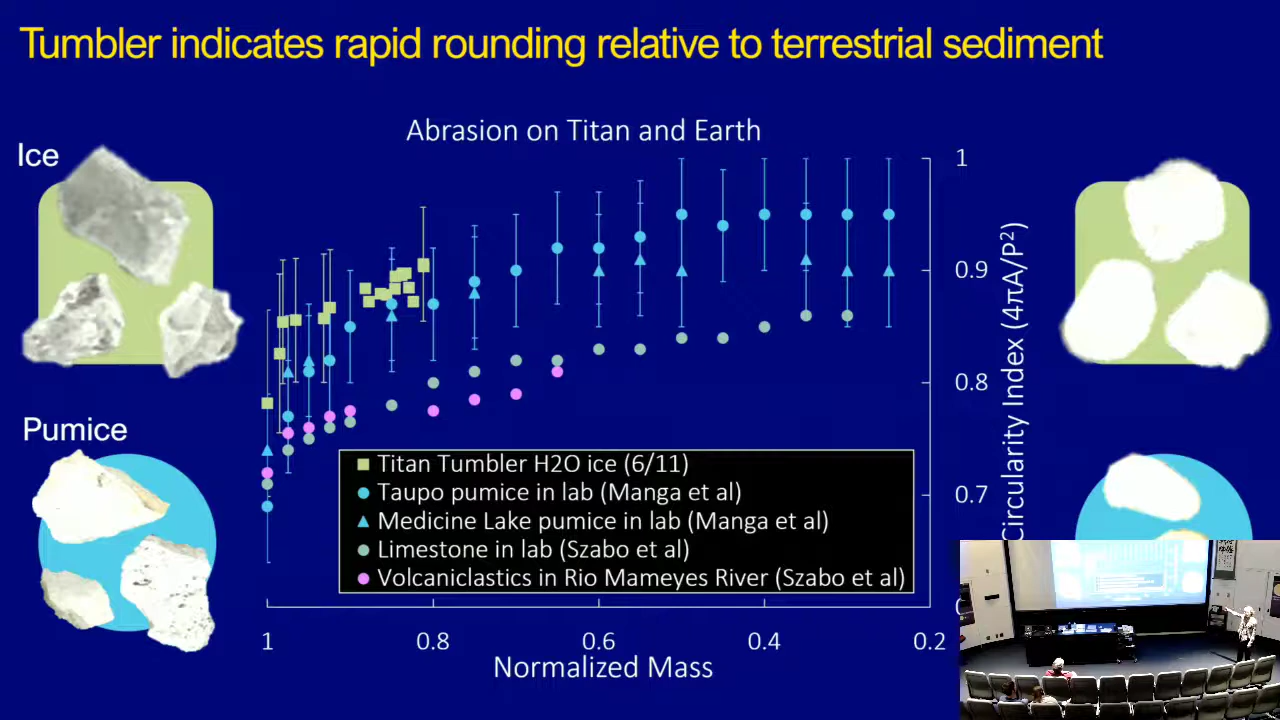 Tumbler indicates rapid rounding relative to terrestrial sediment
Abrasion on Titan and Earth
Ice
Pumice
1
0.9
0.8
0.7
Circularity Index (4πA/P²)
Titan Tumbler H2O ice (6/11)
Taupo pumice in lab (Manga et al)
Medicine Lake pumice in lab (Manga et al)
Limestone in lab (Szabo et al)
Volcaniclastics in Rio Mameyes River (Szabo et al)
1
0.8
0.6
0.4
0.2
Normalized Mass